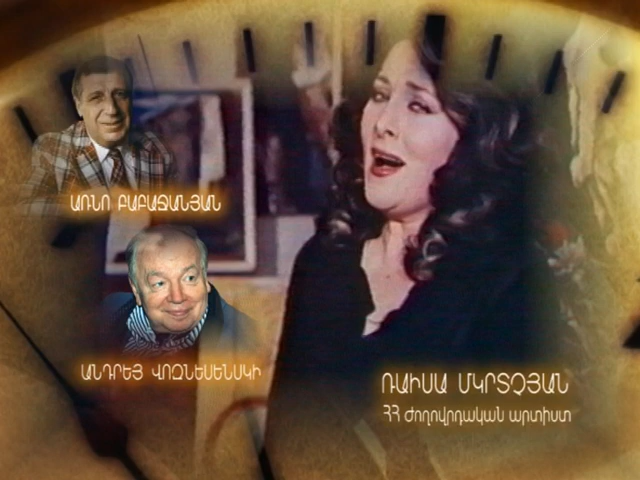 ԱՌՆՈ ԲԱԲԱՋԱՆՅԱՆ
ԱՆԴՐԵՅ ՎՈԶՆԵՍԵՆՍԿԻ
ՌԱԻՍԱ ՄԿՐՏՉՅԱՆ
ՀՀ ժողովրդական արտիստ